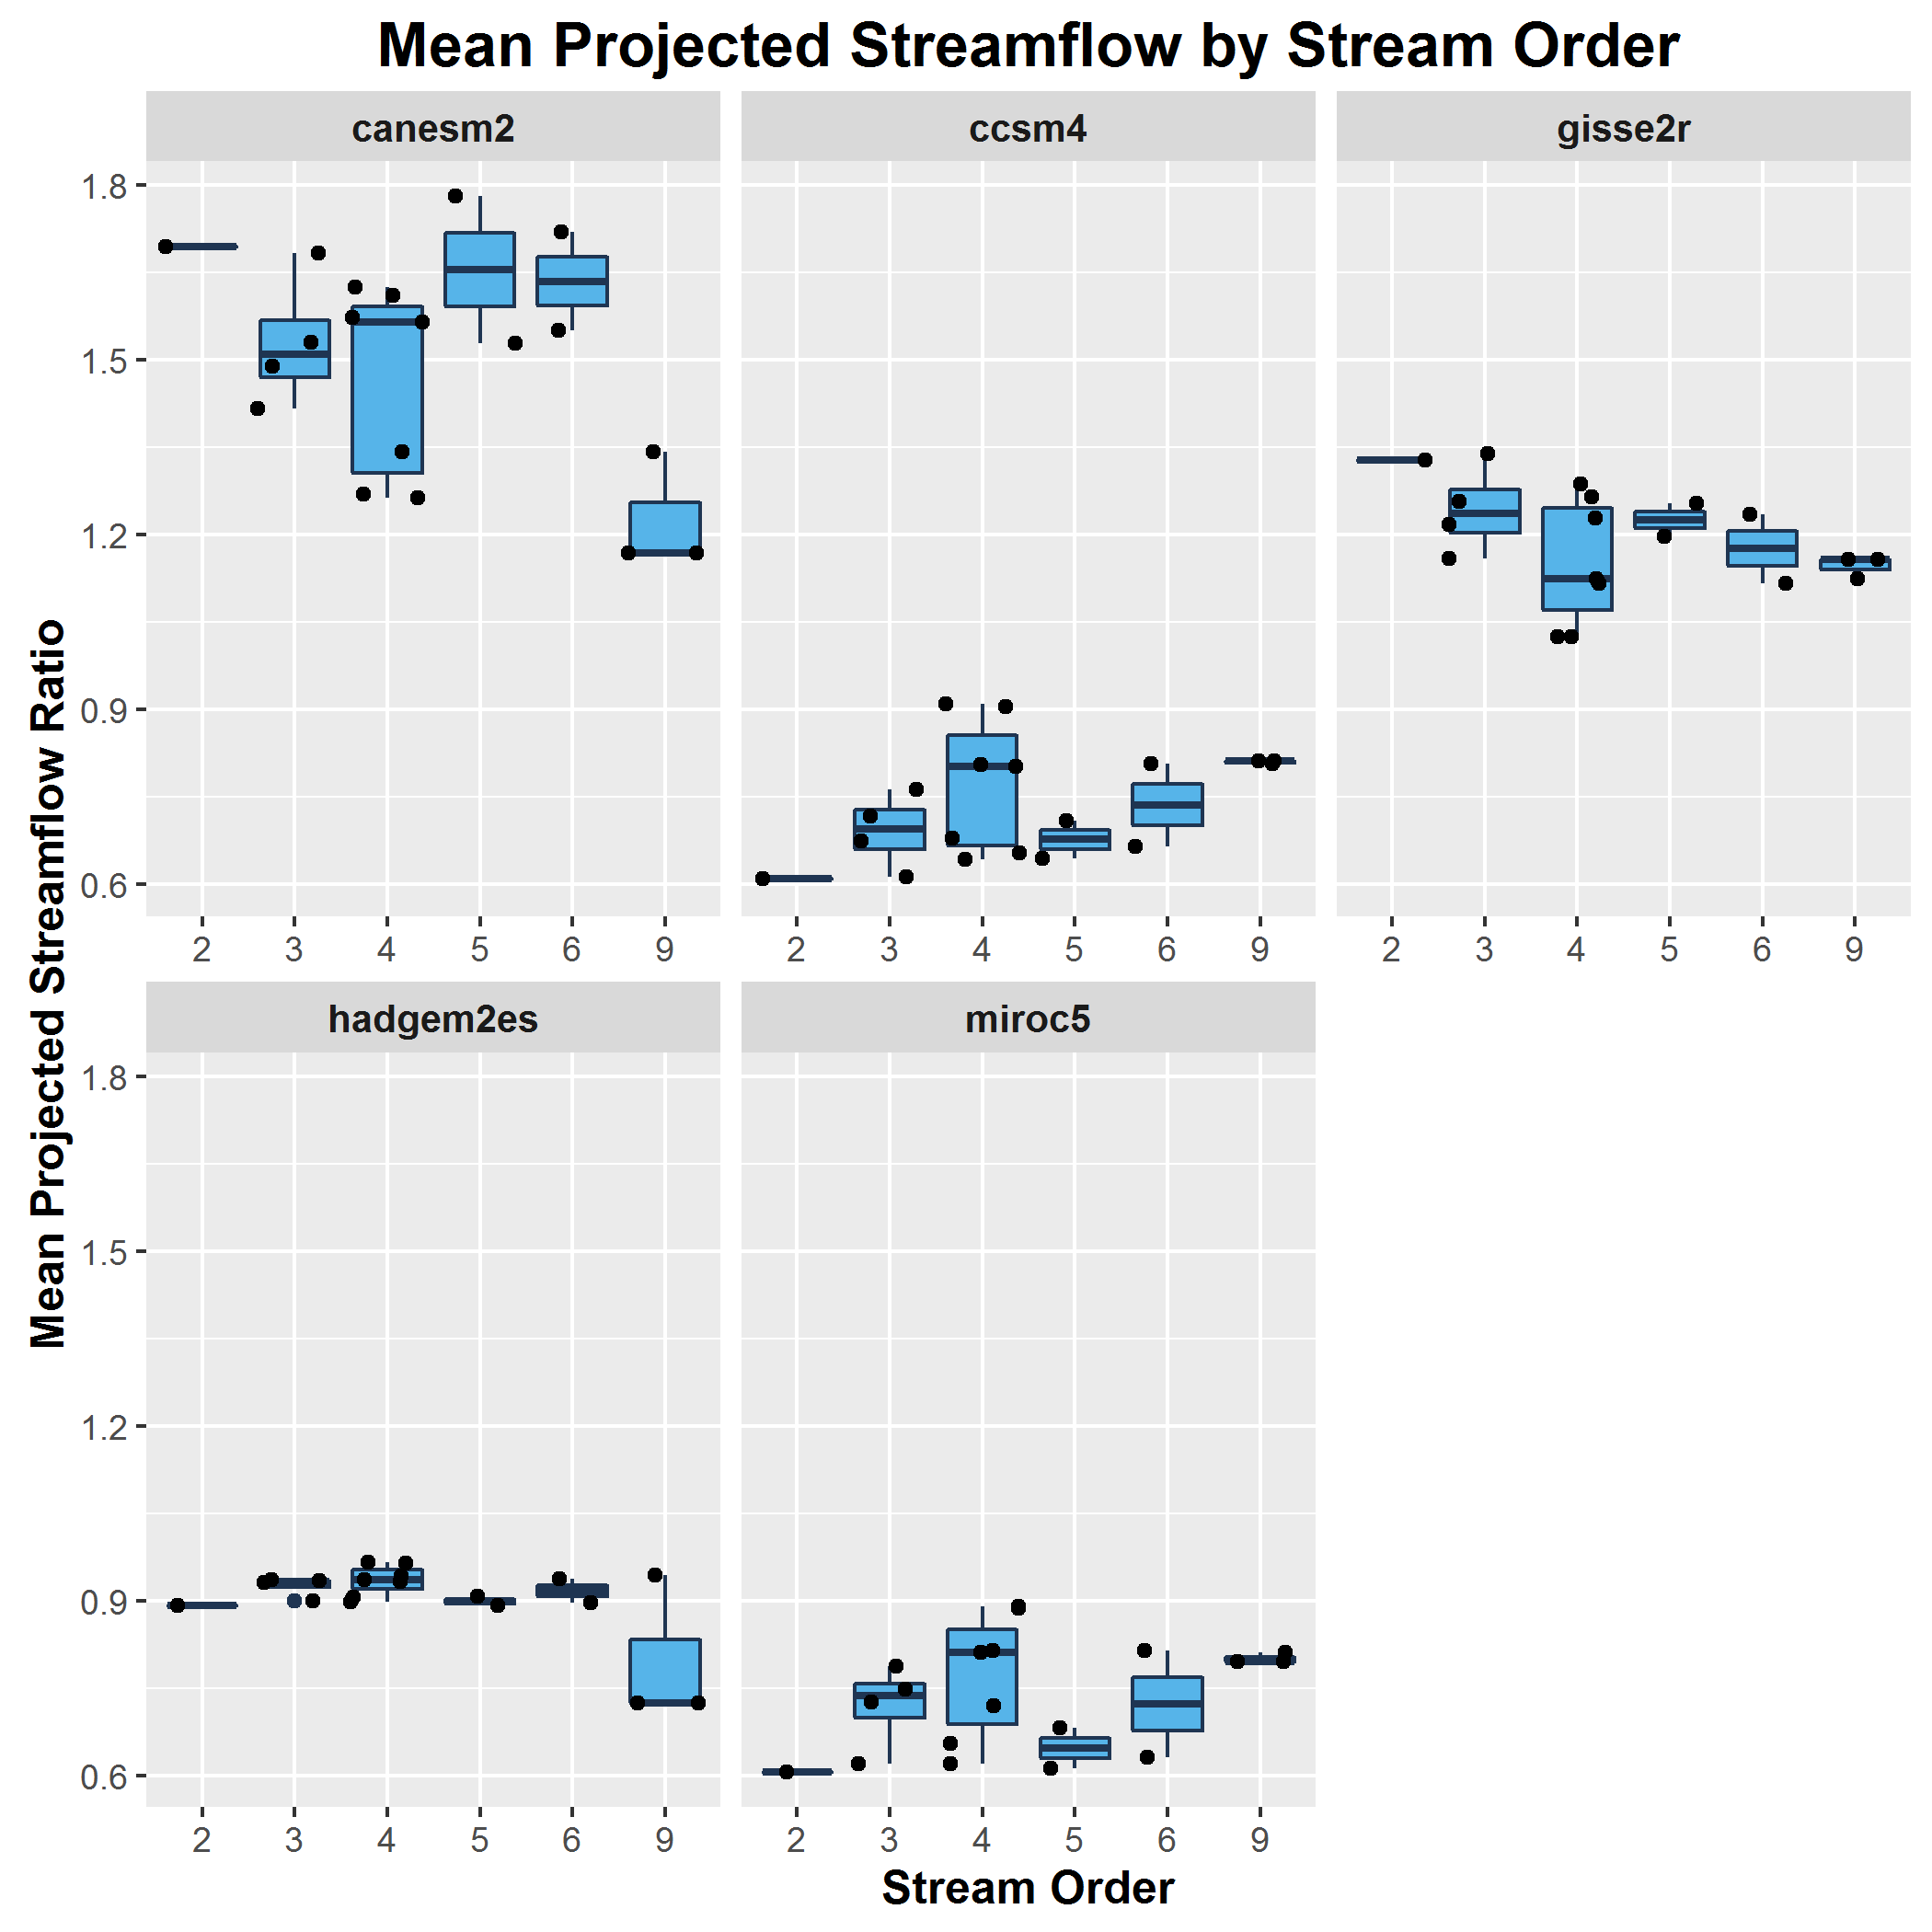 Mean Projected Streamflow by Stream Order
canesm2 ccsm4 gisse2r
1.8
1.5
1.2
0.9
0.6
2 3 4 5 6 9 2 3 4 5 6 9 2 3 4 5 6 9
Mean Projected Streamflow Ratio
hadgem2es miroc5
1.8
1.5
1.2
0.9
0.6
2 3 4 5 6 9 2 3 4 5 6 9
Stream Order